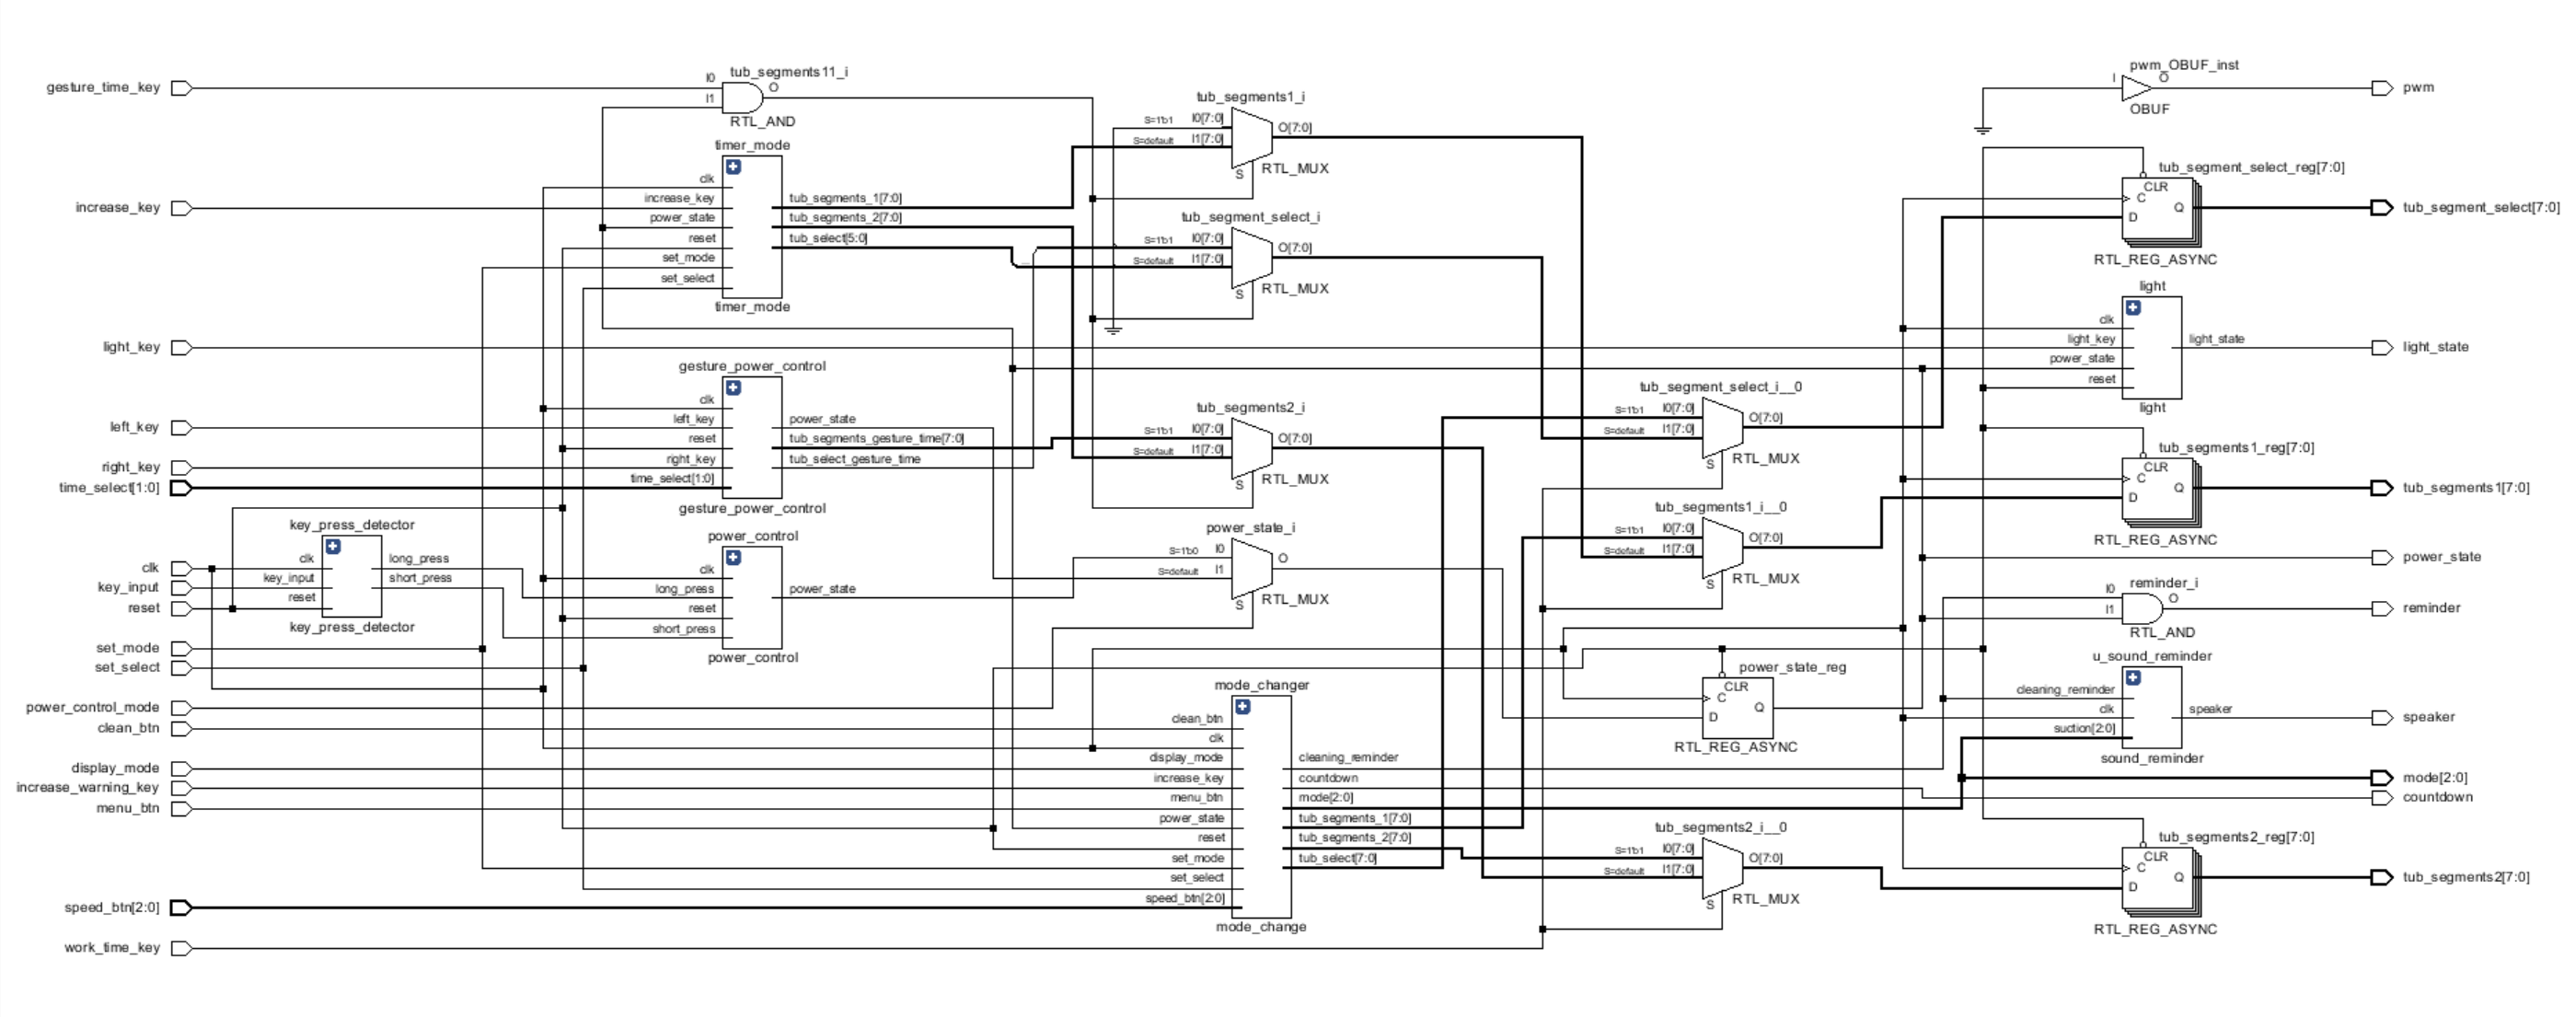 gesture_time_key
increase_key
light_key
left_key
right_key
time_select[1:0]
clk
key_input
reset
set_mode
set_select
power_control_mode
clean_btn
display_mode
increase_warning_key
menu_btn
speed_btn[2:0]
work_time_key
key_press_detector
clk
key_input
reset
long_press
short_press
key_press_detector
tub_segments11_i
I0
I1
O
RTL_AND
timer_mode
clk
increase_key
power_state
reset
set_mode
set_select
tub_segments_1[7:0]
tub_segments_2[7:0]
tub_select[5:0]
timer_mode
gesture_power_control
clk
left_key
reset
right_key
time_select[1:0]
power_state
tub_segments_gesture_time[7:0]
tub_select_gesture_time
gesture_power_control
power_control
clk
long_press
reset
short_press
power_state
power_control
tub_segments1_i
S=1'b1 I0[7:0]
S=default I1[7:0]
O[7:0]
S
RTL_MUX
tub_segment_select_i
S=1'b1 I0[7:0]
S=default I1[7:0]
O[7:0]
S
RTL_MUX
tub_segments2_i
S=1'b1 I0[7:0]
S=default I1[7:0]
O[7:0]
S
RTL_MUX
power_state_i
S=1'b0 I0
S=default I1
O
S
RTL_MUX
mode_changer
clean_btn
clk
display_mode
increase_key
menu_btn
power_state
reset
set_mode
set_select
speed_btn[2:0]
cleaning_reminder
countdown
mode[2:0]
tub_segments_1[7:0]
tub_segments_2[7:0]
tub_select[7:0]
mode_change
tub_segment_select_i__0
S=1'b1 I0[7:0]
S=default I1[7:0]
O[7:0]
S
RTL_MUX
tub_segments1_i__0
S=1'b1 I0[7:0]
S=default I1[7:0]
O[7:0]
S
RTL_MUX
power_state_reg
CLR
C
D
Q
RTL_REG_ASYNC
tub_segments2_i__0
S=1'b1 I0[7:0]
S=default I1[7:0]
O[7:0]
S
RTL_MUX
pwm_OBUF_inst
I
O
OBUF
tub_segment_select_reg[7:0]
CLR
C
D
Q
RTL_REG_ASYNC
light
clk
light_key
power_state
reset
light_state
light
tub_segments1_reg[7:0]
CLR
C
D
Q
RTL_REG_ASYNC
reminder_i
I0
I1
O
RTL_AND
u_sound_reminder
cleaning_reminder
clk
suction[2:0]
speaker
sound_reminder
tub_segments2_reg[7:0]
CLR
C
D
Q
RTL_REG_ASYNC
pwm
tub_segment_select[7:0]
light_state
tub_segments1[7:0]
power_state
reminder
speaker
mode[2:0]
countdown
tub_segments2[7:0]